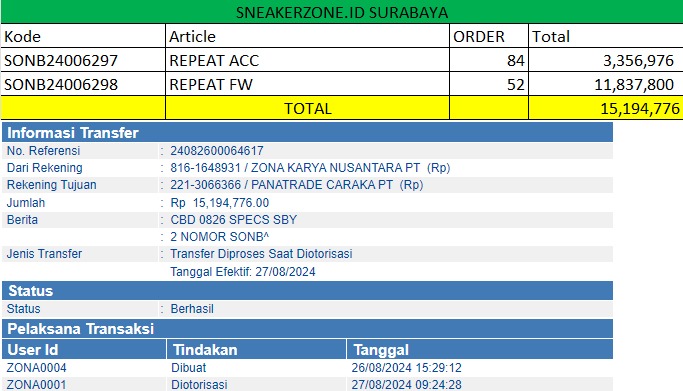 SNEAKERZONE.ID SURABAYA
Kode Article ORDER Total
SONB24006297 REPEAT ACC 84 3,356,976
SONB24006298 REPEAT FW 52 11,837,800
TOTAL 15,194,776
Informasi Transfer
No. Referensi : 24082600064617
Dari Rekening : 816-1648931 / ZONA KARYA NUSANTARA PT (Rp)
Rekening Tujuan : 221-3066366 / PANATRADE CARAKA PT (Rp)
Jumlah : Rp 15,194,776.00
Berita : CBD 0826 SPECS SBY
: 2 NOMOR SONB^
Jenis Transfer : Transfer Diproses Saat Diotorisasi
Tanggal Efektif: 27/08/2024
Status
Status : Berhasil
Pelaksana Transaksi
User Id Tindakan Tanggal
ZONA0004 Dibuat 26/08/2024 15:29:12
ZONA0001 Diotorisasi 27/08/2024 09:24:28